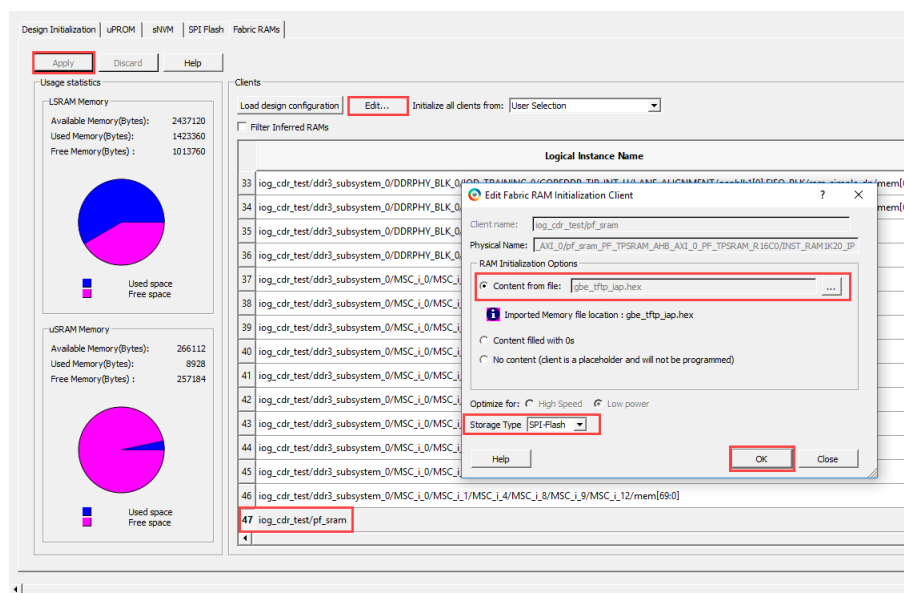 Design Initialization uPROM sNVM SPI Flash Fabric RAMs
Apply Discard Help
Usage statistics
LSRAM Memory
Available Memory(Bytes): 2437120
Used Memory(Bytes): 1423360
Free Memory(Bytes) : 1013760
Used space
Free space
uSRAM Memory
Available Memory(Bytes): 266112
Used Memory(Bytes): 8928
Free Memory(Bytes) : 257184
Used space
Free space
Clients
Load design configuration Edit... Initialize all clients from: User Selection
Filter Inferred RAMs
Logical Instance Name
33 iog_cdr_test/ddr3_subsystem_0/DDRPHY_BLK_0/
34 iog_cdr_test/ddr3_subsystem_0/DDRPHY_BLK_0
35 iog_cdr_test/ddr3_subsystem_0/DDRPHY_BLK_0
36 iog_cdr_test/ddr3_subsystem_0/DDRPHY_BLK_0
37 iog_cdr_test/ddr3_subsystem_0/MSC_i_0/MSC_i
38 iog_cdr_test/ddr3_subsystem_0/MSC_i_0/MSC_i
39 iog_cdr_test/ddr3_subsystem_0/MSC_i_0/MSC_i
40 iog_cdr_test/ddr3_subsystem_0/MSC_i_0/MSC_i
41 iog_cdr_test/ddr3_subsystem_0/MSC_i_0/MSC_i
42 iog_cdr_test/ddr3_subsystem_0/MSC_i_0/MSC_i
43 iog_cdr_test/ddr3_subsystem_0/MSC_i_0/MSC_i
44 iog_cdr_test/ddr3_subsystem_0/MSC_i_0/MSC_i
45 iog_cdr_test/ddr3_subsystem_0/MSC_i_0/MSC_i
46 iog_cdr_test/ddr3_subsystem_0/MSC_i_0/MSC_i_1/MSC_i_4/MSC_i_8/MSC_i_9/MSC_i_12/mem[69:0]
47 iog_cdr_test/pf_sram
Edit Fabric RAM Initialization Client ? X
Client name: iog_cdr_test/pf_sram
Physical Name: _AXI_0/pf_sram_PF_TPSRAM_AHB_AXI_0_PF_TPSRAM_R16C0/INST_RAM1K20_IP
RAM Initialization Options
Content from file: gbe_tftp_iap.hex ...
Imported Memory file location : gbe_tftp_iap.hex
Content filled with 0s
No content (client is a placeholder and will not be programmed)
Optimize for: High Speed Low power
Storage Type SPI-Flash
Help OK Close